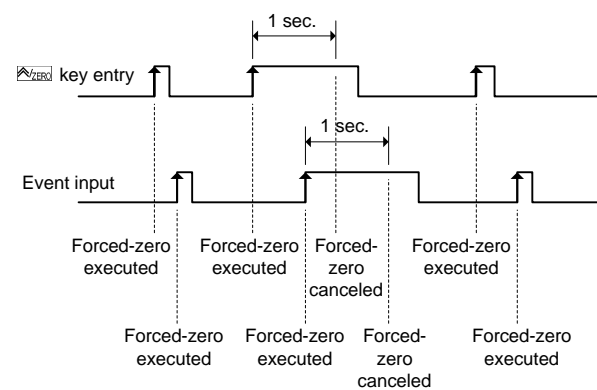 1 sec.
ZERO key entry
1 sec.
Event input
Forced-zero
executed
Forced-zero
executed
Forced-
zero
canceled
Forced-zero
executed
Forced-zero
executed
Forced-zero
executed
Forced-
zero
canceled
Forced-zero
executed